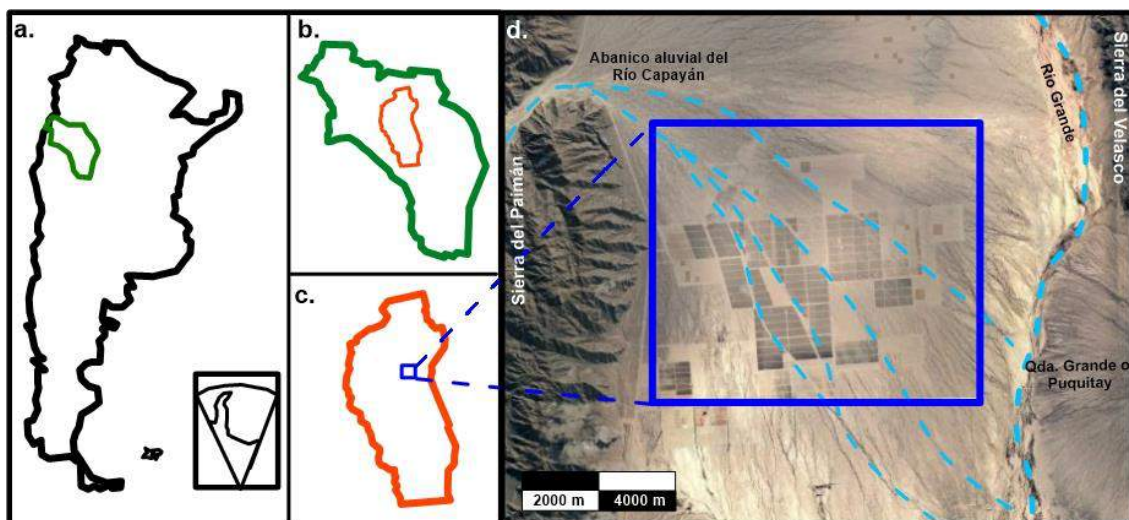 a.
b.
c.
d.
Abanico aluvial del
Río Capayán
Sierra del Paimán
Río Grande
Sierra del Velasco
Qda. Grande o
Puquitay
2000 m
4000 m